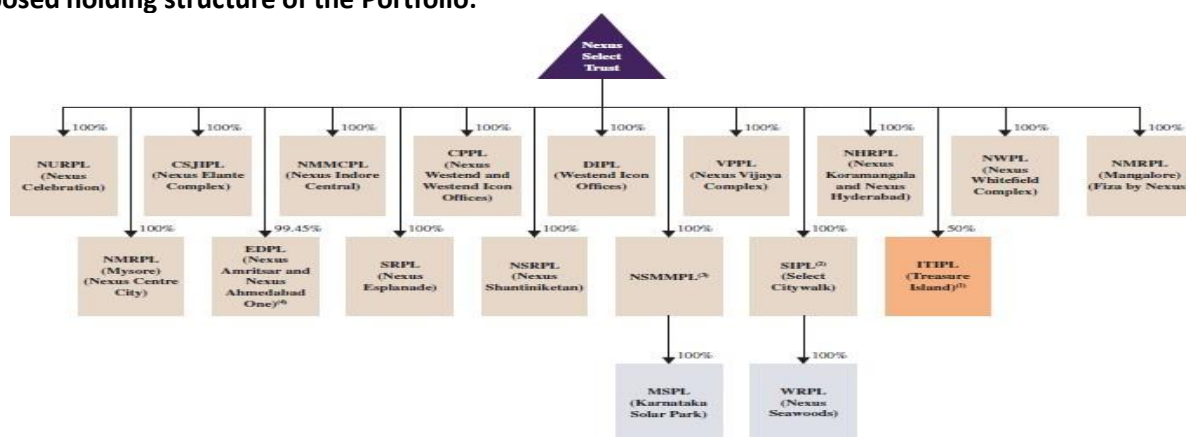 posed holding structure of the Portfolio:
Nexus
Select
Trust
100%
100%
100%
100%
100%
100%
100%
100%
100%
NURPL
(Nexus
Celebration)
CSJIPL
(Nexus Elante
Complex)
NMMCPL
(Nexus Indore
Central)
CPPL
(Nexus
Westend and
Westend Icon
Offices)
DIPL
(Westend Icon
Offices)
VPPL
(Nexus Vijaya
Complex)
NHRPL
(Nexus
Koramangala
and Nexus
Hyderabad)
NWPL
(Nexus
Whitefield
Complex)
NMRPL
(Mangalore)
(Fiza by Nexus
100%
99.45%
100%
100%
100%
100%
50%
NMRPL
(Mysore)
(Nexus Centre
City)
EDPL
(Nexus
Amritsar and
Nexus
Ahmedabad
One)⁽⁴⁾
SRPL
(Nexus
Esplanade)
NSRPL
(Nexus
Shantiniketan)
NSMMPL⁽³⁾
SIPL⁽²⁾
(Select
Citywalk)
ITIPL
(Treasure
Island)⁽¹⁾
100%
100%
MSPL
(Karnataka
Solar Park)
WRPL
(Nexus
Seawoods)